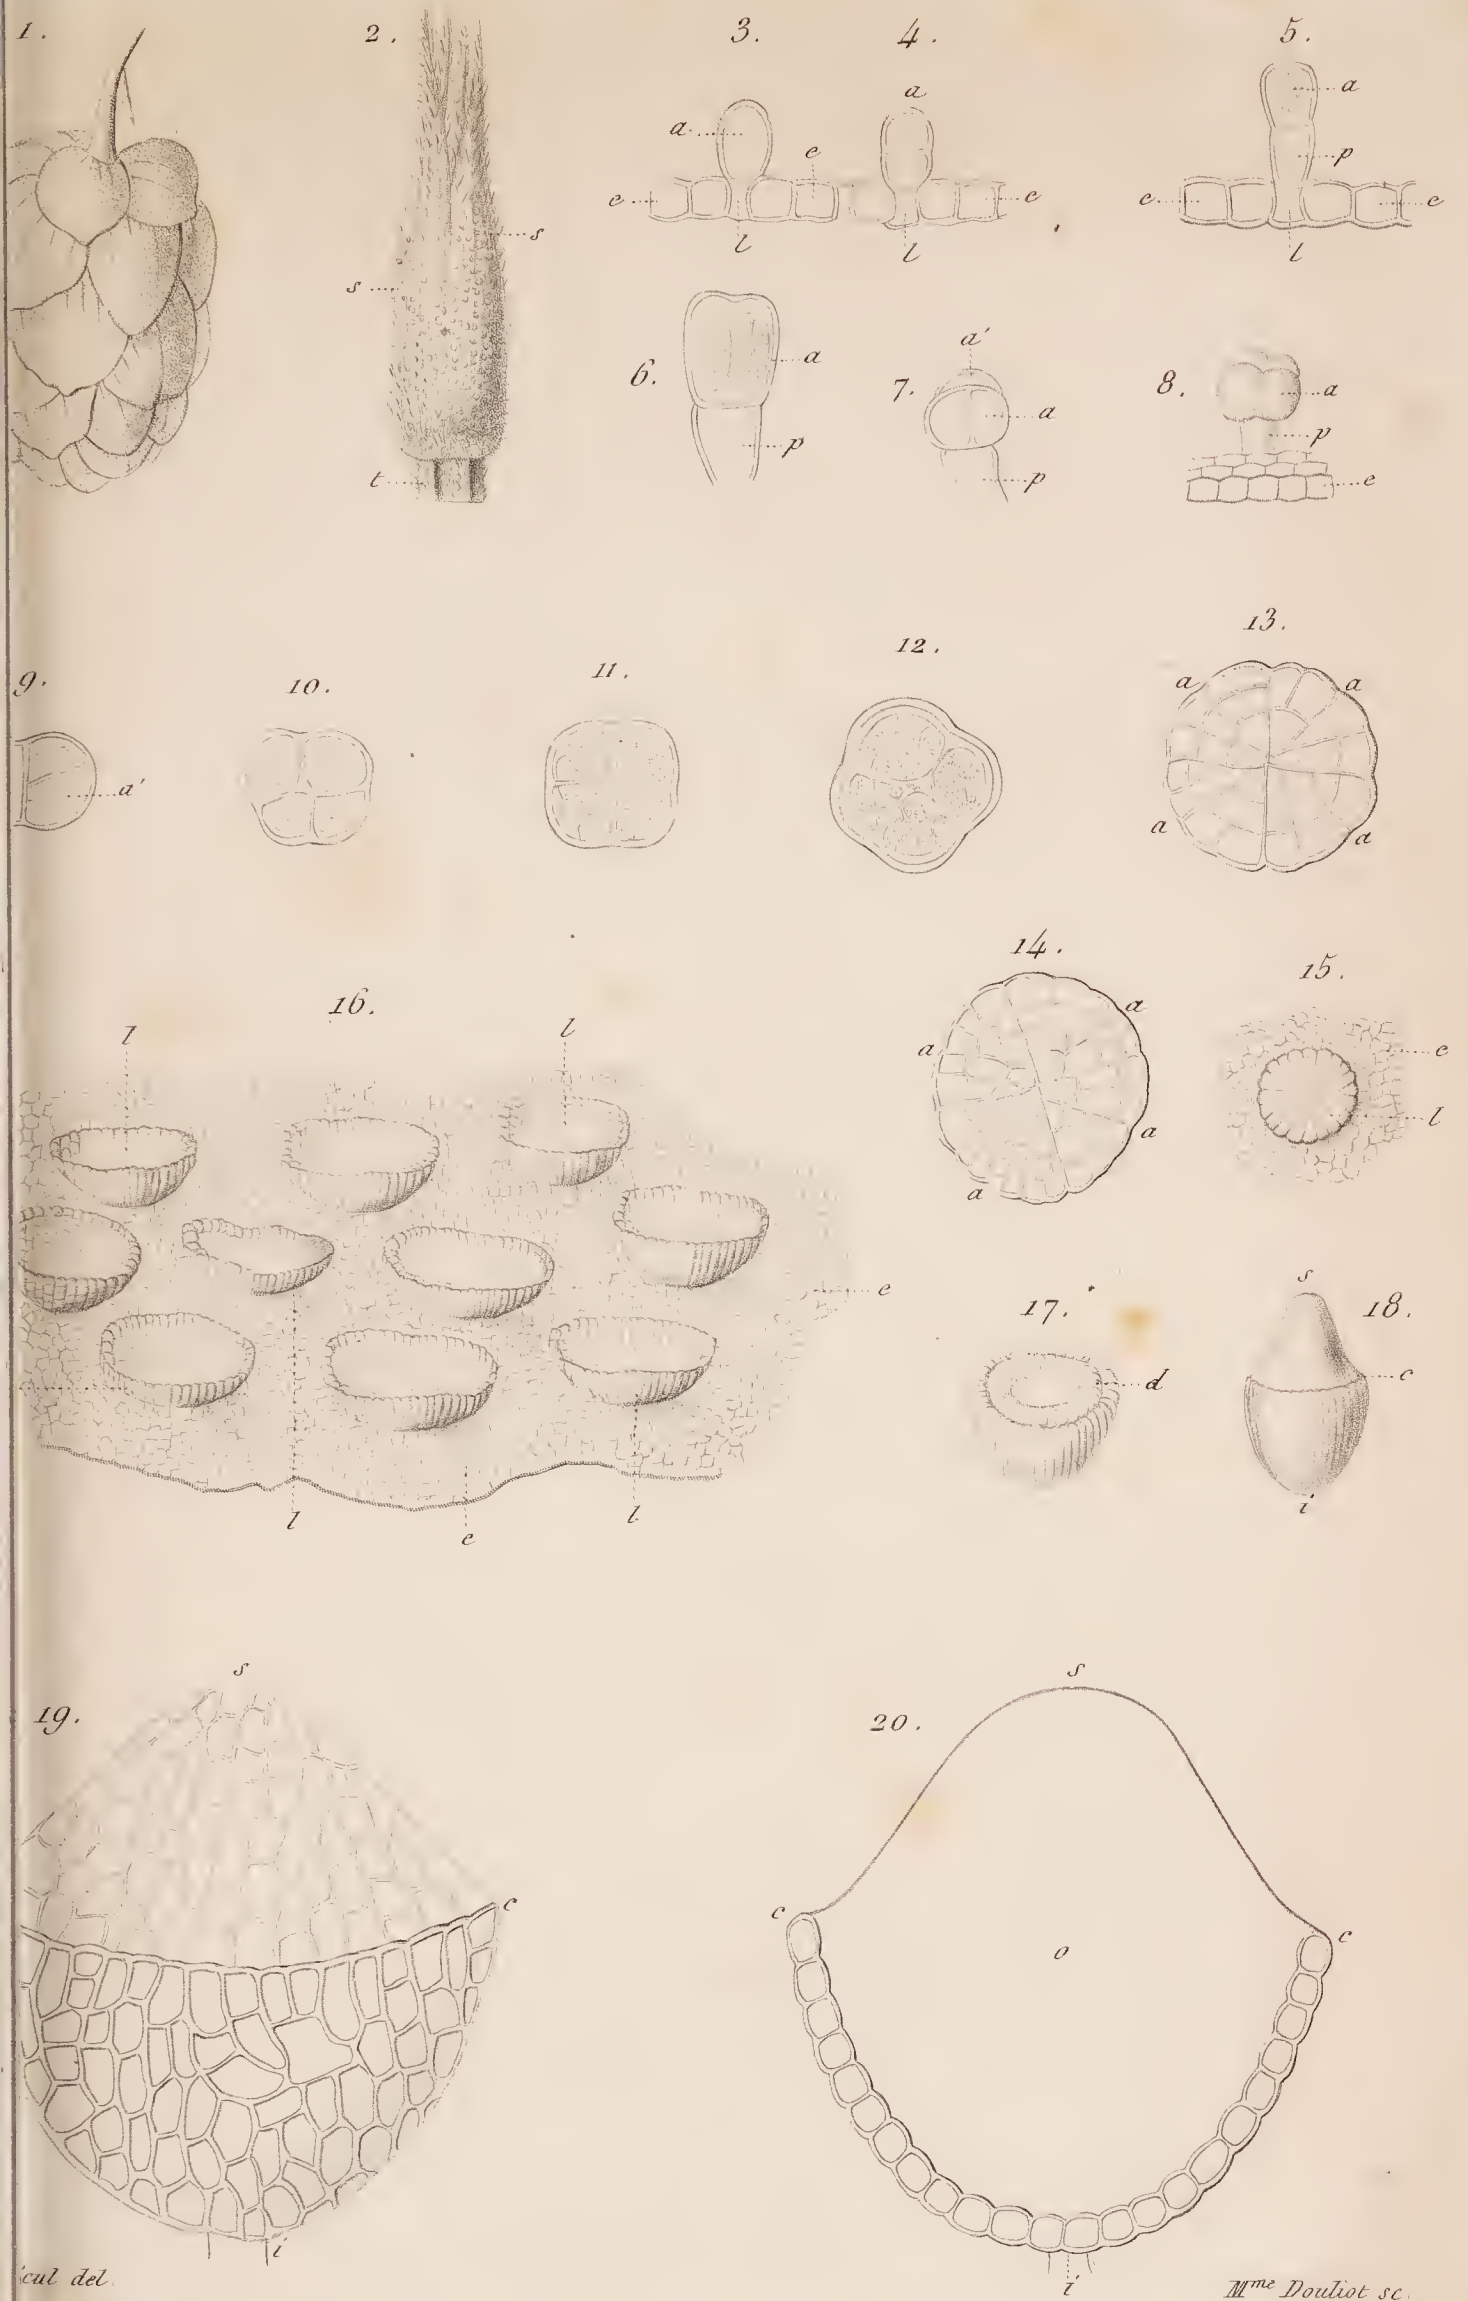 1. 2. 3. 4. 5.
a a a
e e e p
e e e
s l l l
s
6. a 7. a' 8. a
a p
p t p e
9. 10. 11. 12. 13.
a a
a'
a a
14. 15.
16. a
l l a e
l
a
a
e 17. s 18.
d c
l e l i
19. s 20. s
c c c
o
i i
cul del. Mme Douliot sc.